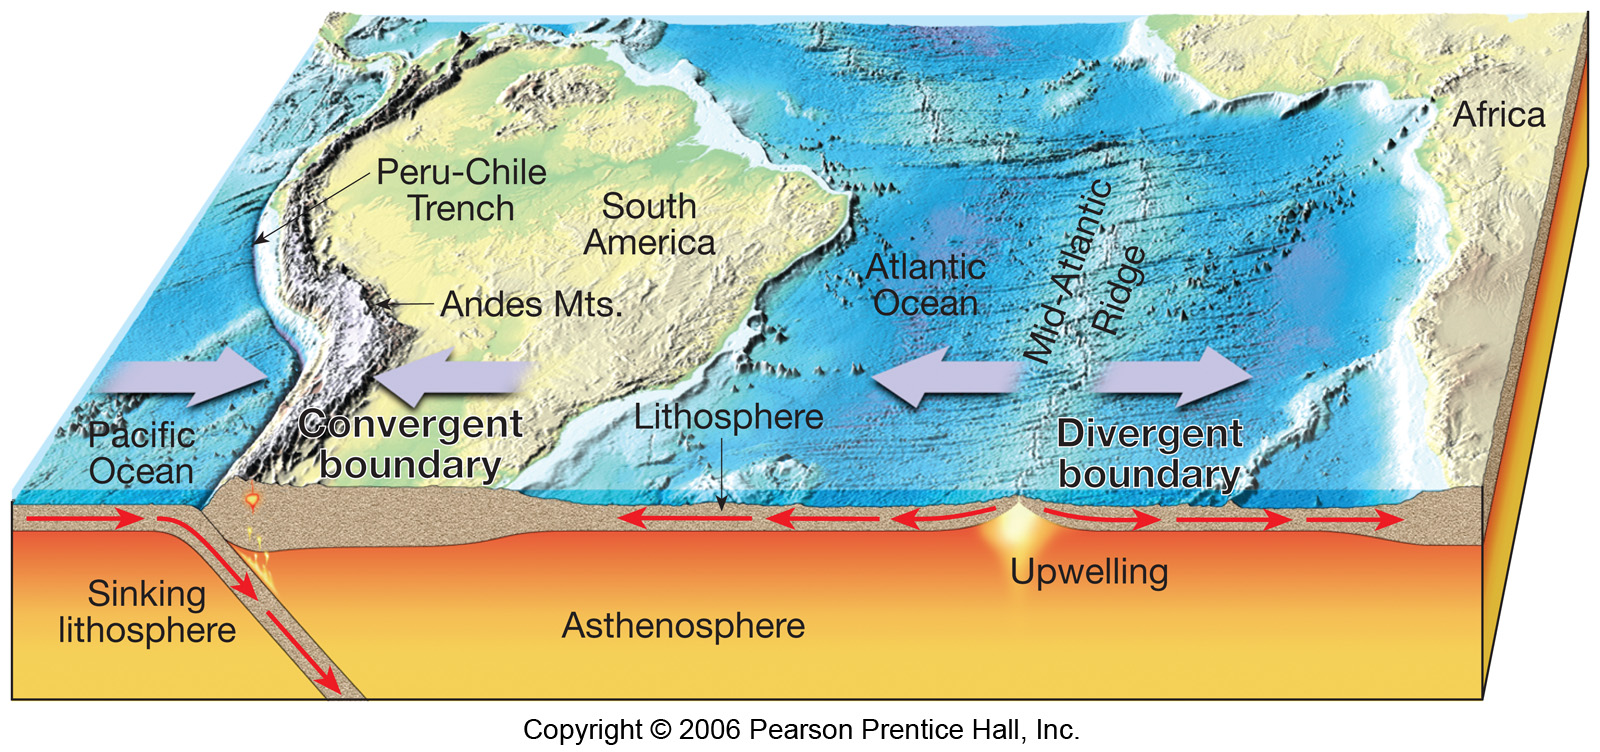 Africa
Peru-Chile
Trench
South
America
Andes Mts.
Atlantic
Ocean
Mid-Atlantic
Ridge
Pacific
Ocean
Convergent
boundary
Lithosphere
Divergent
boundary
Sinking
lithosphere
Upwelling
Asthenosphere
Copyright © 2006 Pearson Prentice Hall, Inc.